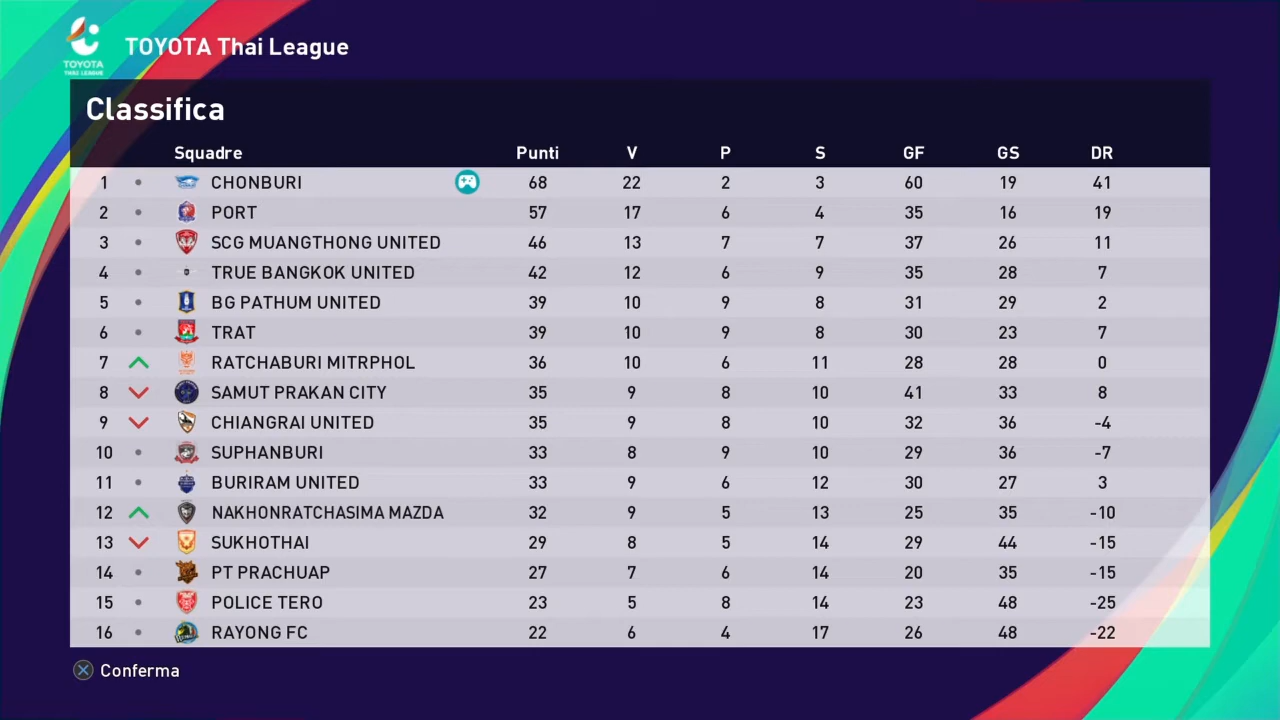 TOYOTA THAI LEAGUE
TOYOTA Thai League
Classifica
Squadre Punti V P S GF GS DR
1 CHONBURI 68 22 2 3 60 19 41
2 PORT 57 17 6 4 35 16 19
3 SCG MUANGTHONG UNITED 46 13 7 7 37 26 11
4 TRUE BANGKOK UNITED 42 12 6 9 35 28 7
5 BG PATHUM UNITED 39 10 9 8 31 29 2
6 TRAT 39 10 9 8 30 23 7
7 RATCHABURI MITRPHOL 36 10 6 11 28 28 0
8 SAMUT PRAKAN CITY 35 9 8 10 41 33 8
9 CHIANGRAI UNITED 35 9 8 10 32 36 -4
10 SUPHANBURI 33 8 9 10 29 36 -7
11 BURIRAM UNITED 33 9 6 12 30 27 3
12 NAKHONRATCHASIMA MAZDA 32 9 5 13 25 35 -10
13 SUKHOTHAI 29 8 5 14 29 44 -15
14 PT PRACHUAP 27 7 6 14 20 35 -15
15 POLICE TERO 23 5 8 14 23 48 -25
16 RAYONG FC 22 6 4 17 26 48 -22
Conferma